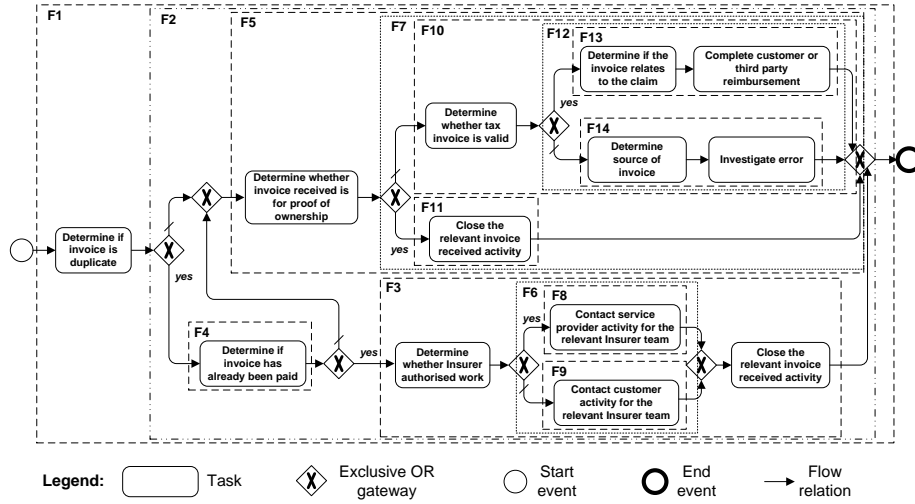 F1
F2
F5
F7
F10
F12
F13
Determine if the
invoice relates
to the claim
Complete customer or
third party
reimbursement
yes
Determine
whether tax
invoice is valid
F14
Determine
source of
invoice
Investigate error
Determine whether
invoice received is
for proof of
ownership
yes
F11
Close the
relevant invoice
received activity
Determine if
invoice is
duplicate
yes
F4
Determine if
invoice has
already been paid
yes
F3
Determine
whether Insurer
authorised work
F6
yes
F8
Contact service
provider activity for the
relevant Insurer team
F9
Contact customer
activity for the
relevant Insurer team
Close the
relevant invoice
received activity
Legend:
Task
Exclusive OR
gateway
Start
event
End
event
Flow
relation